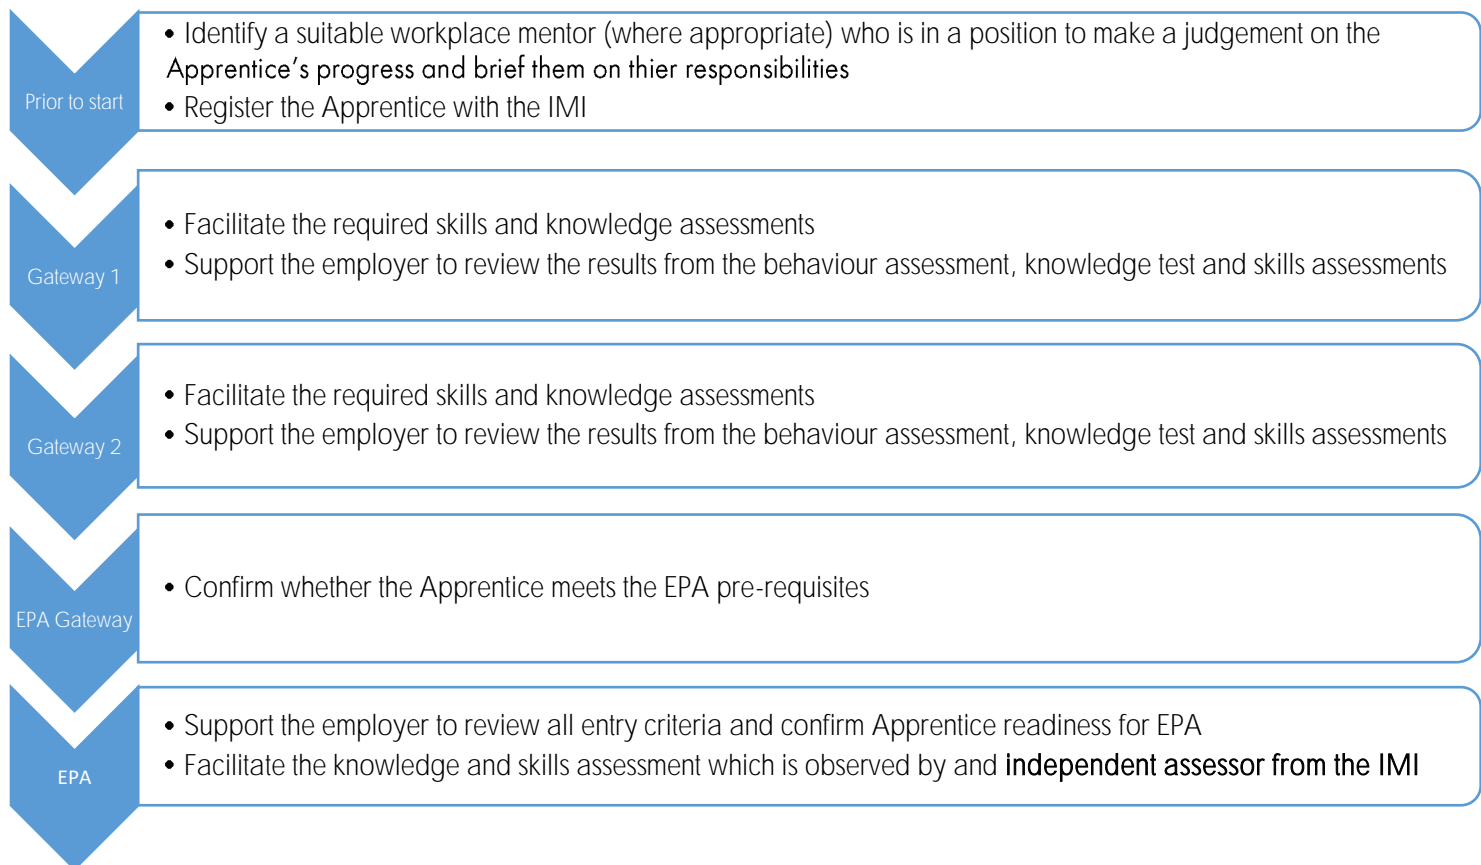 Prior to start
• Identify a suitable workplace mentor (where appropriate) who is in a position to make a judgement on the
Apprentice's progress and brief them on thier responsibilities
• Register the Apprentice with the IMI
Gateway 1
• Facilitate the required skills and knowledge assessments
• Support the employer to review the results from the behaviour assessment, knowledge test and skills assessments
Gateway 2
• Facilitate the required skills and knowledge assessments
• Support the employer to review the results from the behaviour assessment, knowledge test and skills assessments
EPA Gateway
• Confirm whether the Apprentice meets the EPA pre-requisites
EPA
• Support the employer to review all entry criteria and confirm Apprentice readiness for EPA
• Facilitate the knowledge and skills assessment which is observed by and independent assessor from the IMI